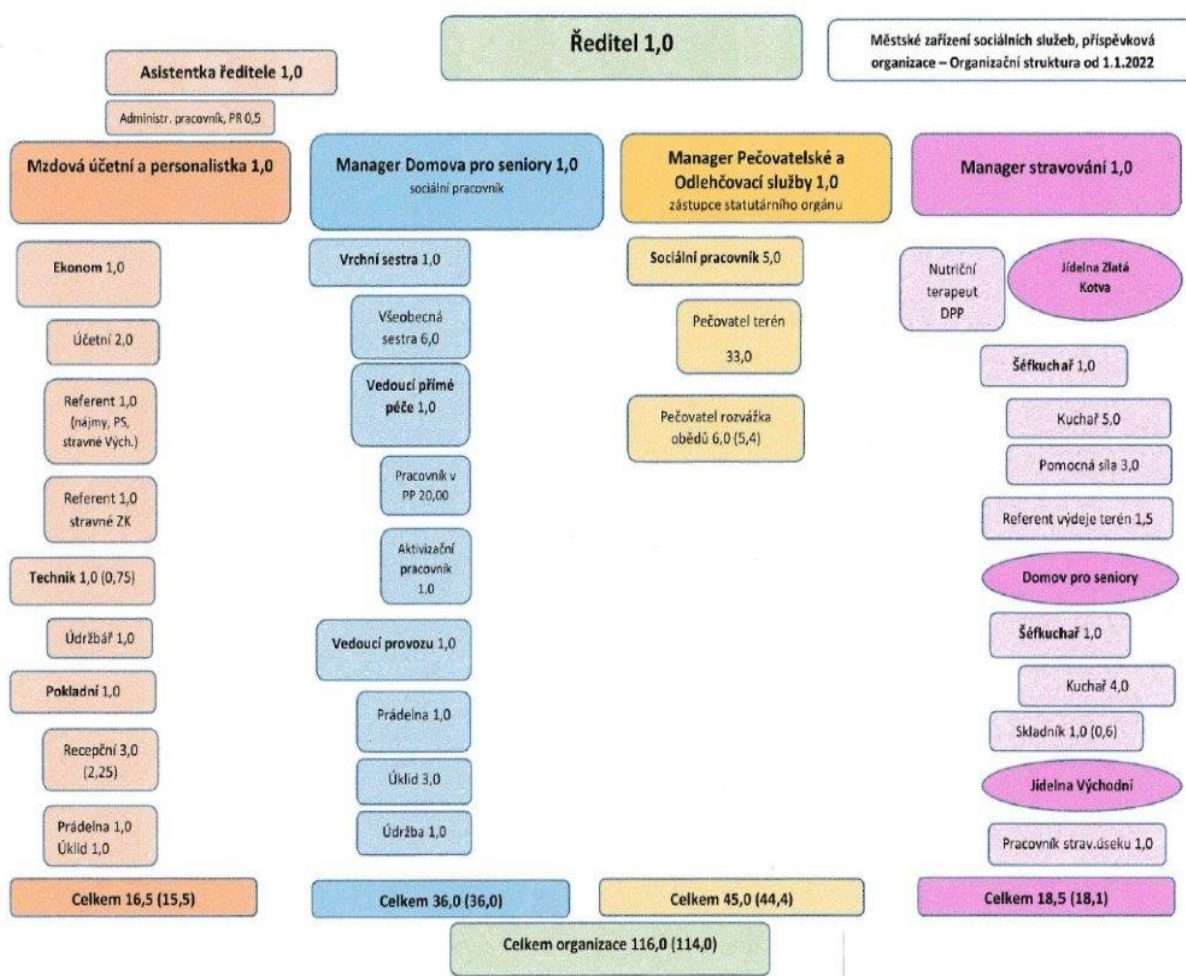 Ředitel 1,0
Městské zařízení sociálních služeb, příspěvková
organizace – Organizační struktura od 1.1.2022
Asistentka ředitele 1,0
Administr. pracovník, PR 0,5
Mzdová účetní a personalistka 1,0
Ekonom 1,0
Účetní 2,0
Referent 1,0
(nájmy, PS,
stravné Vých.)
Referent 1,0
stravné ZK
Technik 1,0 (0,75)
Údržbář 1,0
Pokladní 1,0
Recepční 3,0
(2,25)
Prádelna 1,0
Úklid 1,0
Celkem 16,5 (15,5)
Manager Domova pro seniory 1,0
sociální pracovník
Vrchní sestra 1,0
Všeobecná
sestra 6,0
Vedoucí přímé
péče 1,0
Pracovník v
PP 20,00
Aktivizační
pracovník
1,0
Vedoucí provozu 1,0
Prádelna 1,0
Úklid 3,0
Údržba 1,0
Celkem 36,0 (36,0)
Manager Pečovatelské a
Odlehčovací služby 1,0
zástupce statutárního orgánu
Sociální pracovník 5,0
Pečovatel terén
33,0
Pečovatel rozvážka
obědů 6,0 (5,4)
Celkem 45,0 (44,4)
Manager stravování 1,0
Nutriční
terapeut
DPP
Jídelna Zlatá
Kotva
Šéfkuchař 1,0
Kuchař 5,0
Pomocná síla 3,0
Referent výdeje terén 1,5
Domov pro seniory
Šéfkuchař 1,0
Kuchař 4,0
Skladník 1,0 (0,6)
Jídelna Východní
Pracovník strav.úseku 1,0
Celkem 18,5 (18,1)
Celkem organizace 116,0 (114,0)